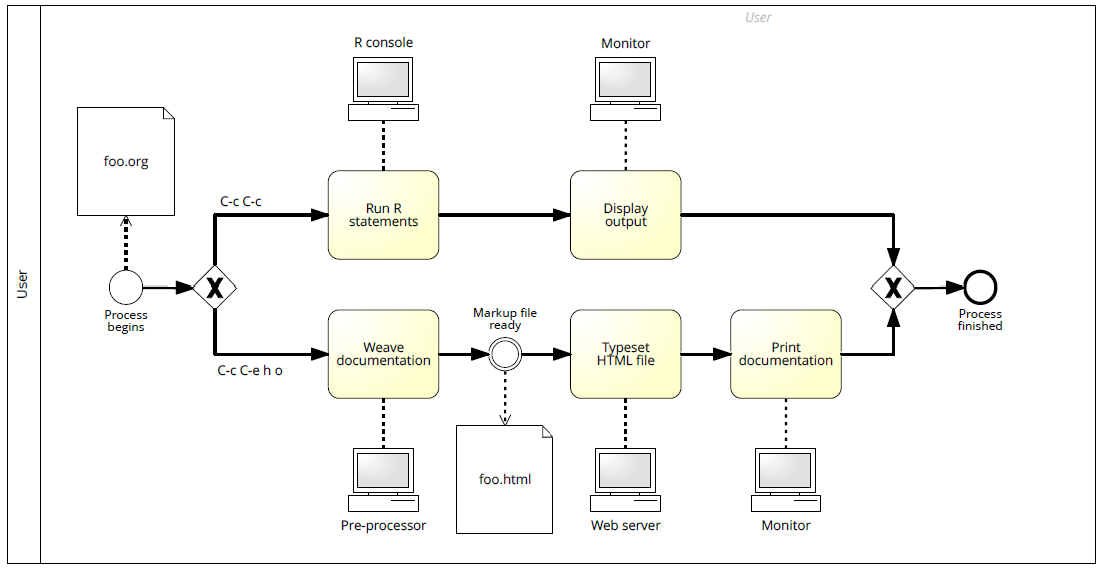 User
User
R console
Monitor
foo.org
C-c C-c
Run R
statements
Display
output
Process
begins
Process
finished
C-c C-e h o
Weave
documentation
Markup file
ready
Typeset
HTML file
Print
documentation
foo.html
Pre-processor
Web server
Monitor